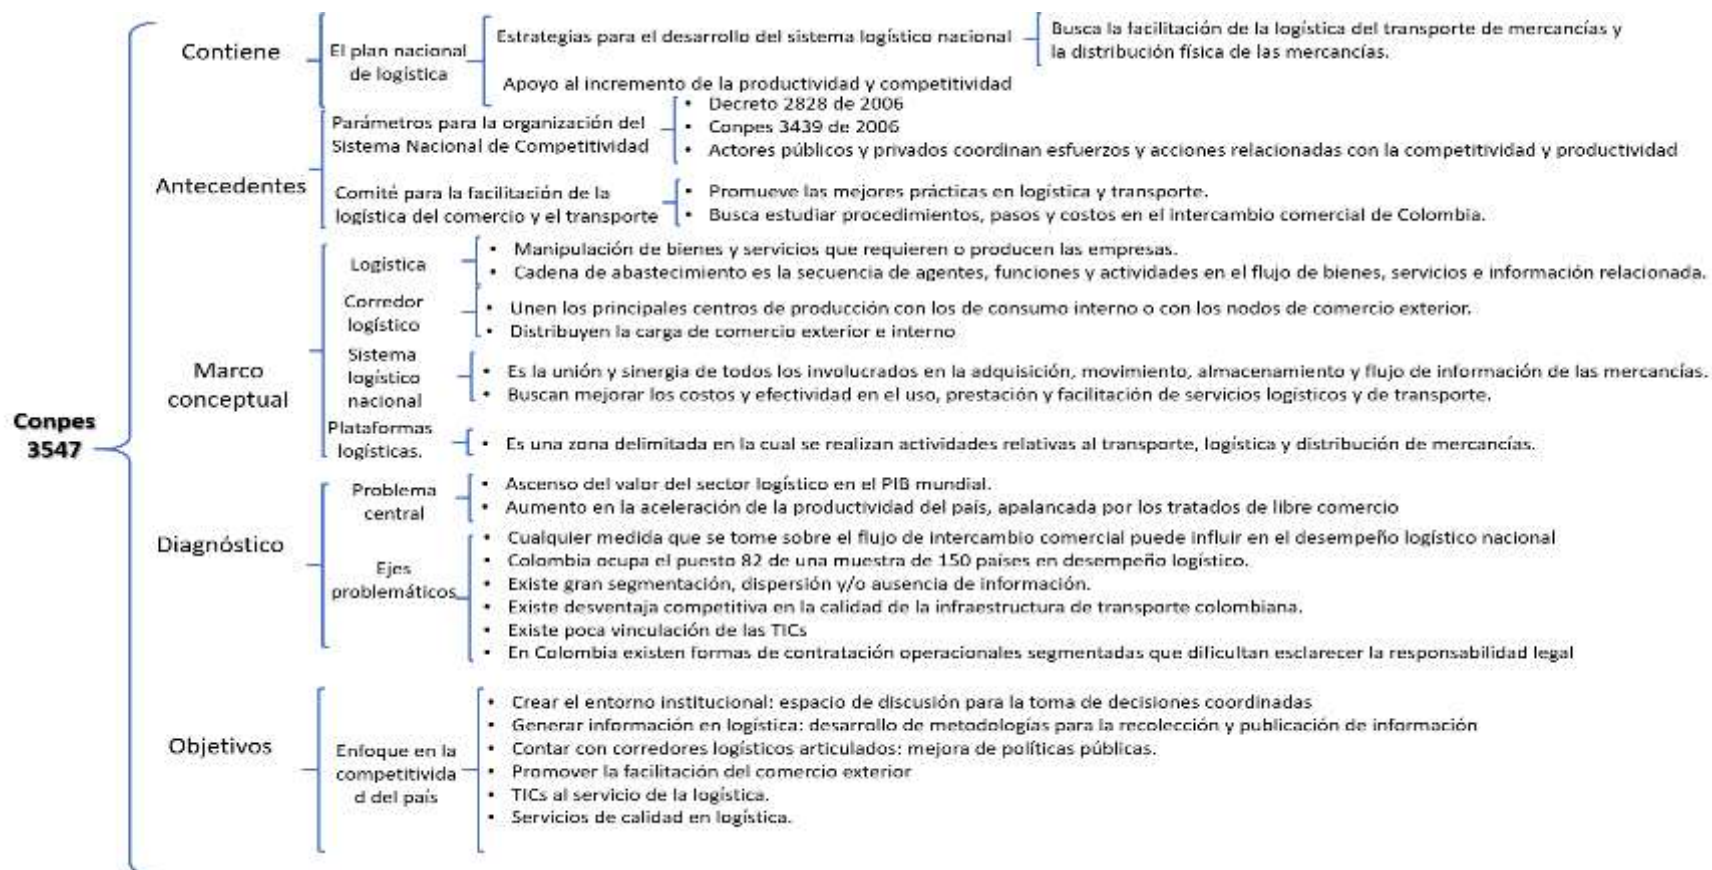 Conpes
3547
Contiene
El plan nacional
de logística
Estrategias para el desarrollo del sistema logístico nacional
Busca la facilitación de la logística del transporte de mercancías y
la distribución física de las mercancías.
Apoyo al incremento de la productividad y competitividad
Antecedentes
Parámetros para la organización del
Sistema Nacional de Competitividad
• Decreto 2828 de 2006
• Conpes 3439 de 2006
• Actores públicos y privados coordinan esfuerzos y acciones relacionadas con la competitividad y productividad
Comité para la facilitación de la
logística del comercio y el transporte
• Promueve las mejores prácticas en logística y transporte.
• Busca estudiar procedimientos, pasos y costos en el intercambio comercial de Colombia.
Marco
conceptual
Logística
• Manipulación de bienes y servicios que requieren o producen las empresas.
• Cadena de abastecimiento es la secuencia de agentes, funciones y actividades en el flujo de bienes, servicios e información relacionada.
Corredor
logístico
• Unen los principales centros de producción con los de consumo interno o con los nodos de comercio exterior.
• Distribuyen la carga de comercio exterior e interno
Sistema
logístico
nacional
• Es la unión y sinergia de todos los involucrados en la adquisición, movimiento, almacenamiento y flujo de información de las mercancías.
• Buscan mejorar los costos y efectividad en el uso, prestación y facilitación de servicios logísticos y de transporte.
Plataformas
logísticas.
• Es una zona delimitada en la cual se realizan actividades relativas al transporte, logística y distribución de mercancías.
Diagnóstico
Problema
central
• Ascenso del valor del sector logístico en el PIB mundial.
• Aumento en la aceleración de la productividad del país, apalancada por los tratados de libre comercio
Ejes
problemáticos
• Cualquier medida que se tome sobre el flujo de intercambio comercial puede influir en el desempeño logístico nacional
• Colombia ocupa el puesto 82 de una muestra de 150 países en desempeño logístico.
• Existe gran segmentación, dispersión y/o ausencia de información.
• Existe desventaja competitiva en la calidad de la infraestructura de transporte colombiana.
• Existe poca vinculación de las TICs
• En Colombia existen formas de contratación operacionales segmentadas que dificultan esclarecer la responsabilidad legal
Objetivos
Enfoque en la
competitivida
d del país
• Crear el entorno institucional: espacio de discusión para la toma de decisiones coordinadas
• Generar información en logística: desarrollo de metodologías para la recolección y publicación de información
• Contar con corredores logísticos articulados: mejora de políticas públicas.
• Promover la facilitación del comercio exterior
• TICs al servicio de la logística.
• Servicios de calidad en logística.